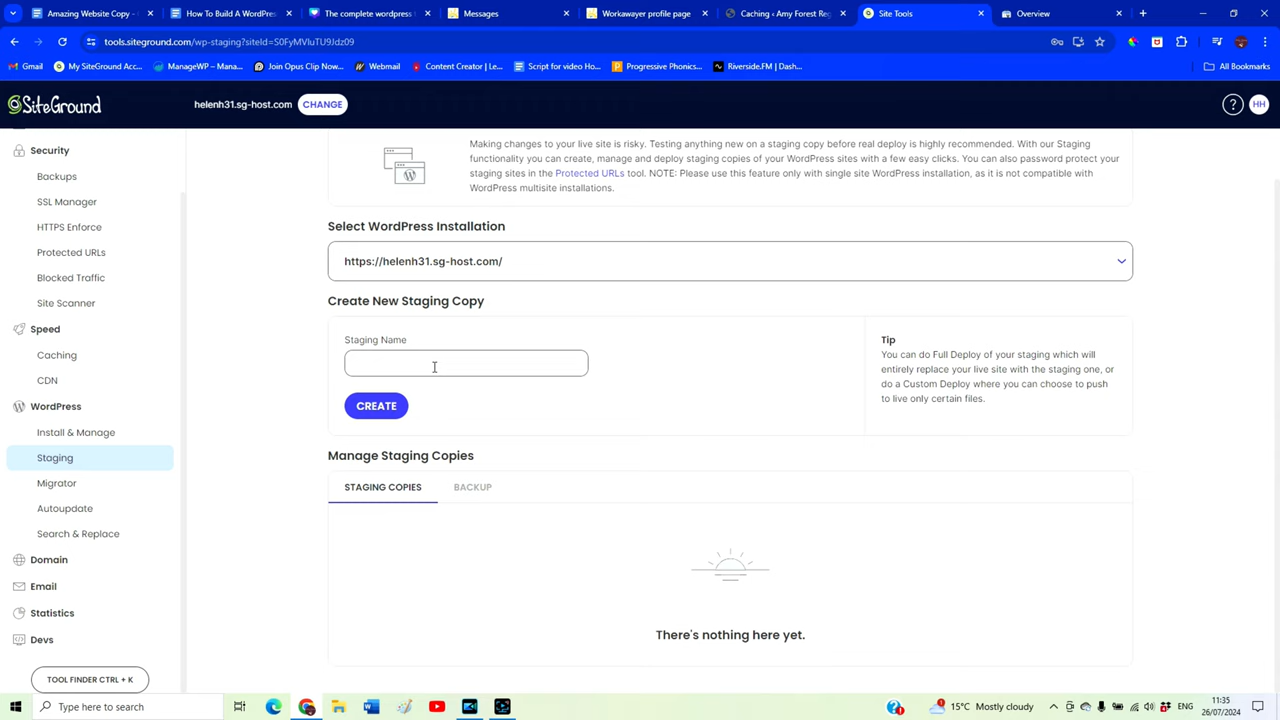 Amazing Website Copy -
How To Build A WordPres
The complete wordpress
Messages
Workawayer profile page
Caching ‹ Amy Forest Reg
Site Tools
Overview
tools.siteground.com/wp-staging?siteId=S0FyMVluTU9Jdz09
Gmail
My SiteGround Acc...
ManageWP – Mana...
Join Opus Clip Now...
Webmail
Content Creator | Le...
Script for video Ho...
Progressive Phonics...
Riverside.FM | Dash...
All Bookmarks
SiteGround
helenh31.sg-host.com
CHANGE
?
HH
Security
Backups
SSL Manager
HTTPS Enforce
Protected URLs
Blocked Traffic
Site Scanner
Speed
Caching
CDN
WordPress
Install & Manage
Staging
Migrator
Autoupdate
Search & Replace
Domain
Email
Statistics
Devs
TOOL FINDER CTRL + K
Making changes to your live site is risky. Testing anything new on a staging copy before real deploy is highly recommended. With our Staging
functionality you can create, manage and deploy staging copies of your WordPress sites with a few easy clicks. You can also password protect your
staging sites in the Protected URLs tool. NOTE: Please use this feature only with single site WordPress installation, as it is not compatible with
WordPress multisite installations.
Select WordPress Installation
https://helenh31.sg-host.com/
Create New Staging Copy
Staging Name
CREATE
Tip
You can do Full Deploy of your staging which will
entirely replace your live site with the staging one, or
do a Custom Deploy where you can choose to push
to live only certain files.
Manage Staging Copies
STAGING COPIES
BACKUP
There's nothing here yet.
Type here to search
15°C Mostly cloudy
ENG
11:35
26/07/2024